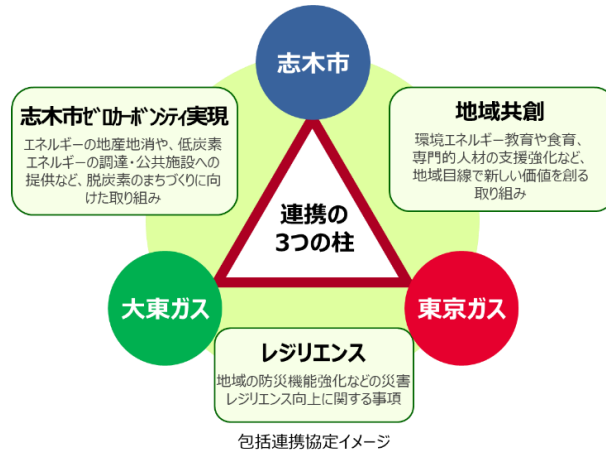 志木市
志木市ゼロカーボンシティ実現
エネルギーの地産地消や、低炭素
エネルギーの調達・公共施設への
提供など、脱炭素のまちづくりに向
けた取り組み
地域共創
環境エネルギー教育や食育、
専門的人材の支援強化など、
地域目線で新しい価値を創る
取り組み
連携の
3つの柱
大東ガス
東京ガス
レジリエンス
地域の防災機能強化などの災害
レジリエンス向上に関する事項
包括連携協定イメージ